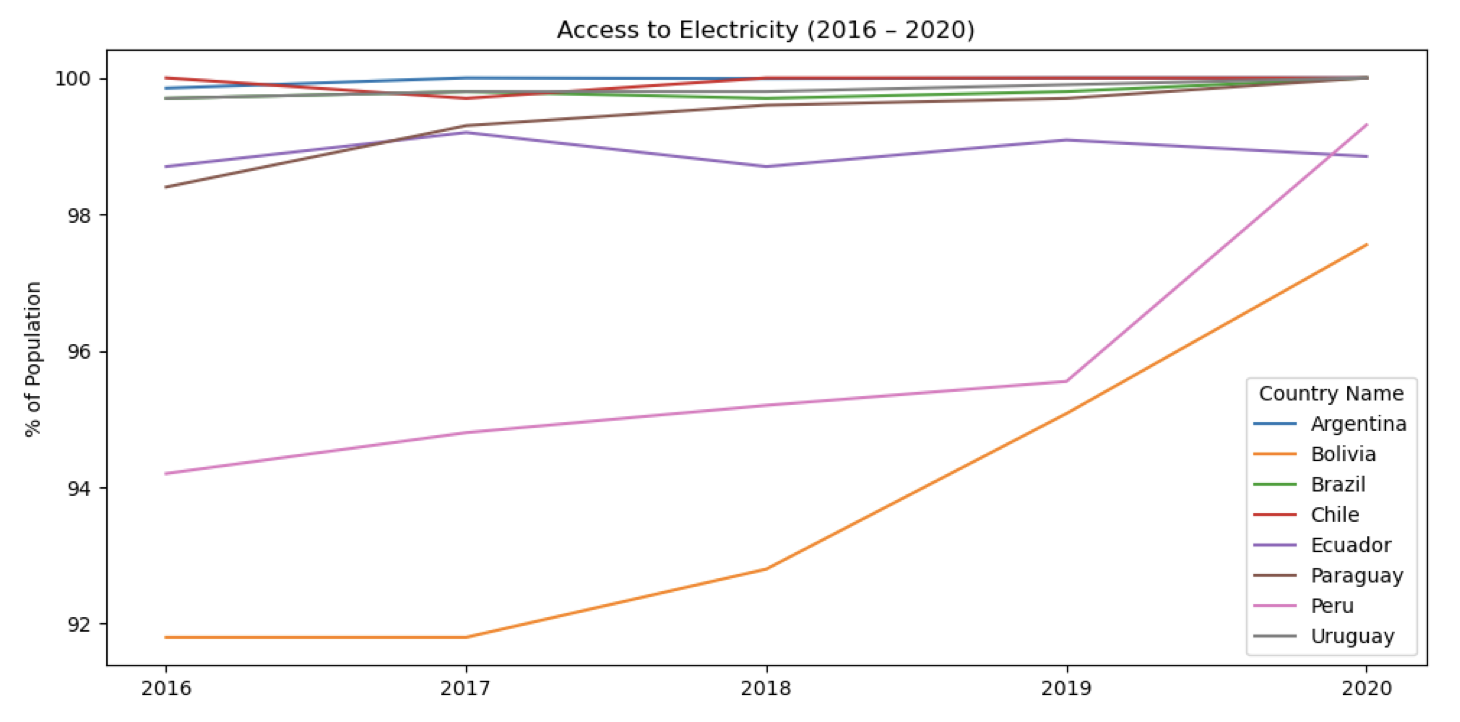 Access to Electricity (2016 – 2020)
% of Population
100
98
96
94
92
2016 2017 2018 2019 2020
Country Name
Argentina
Bolivia
Brazil
Chile
Ecuador
Paraguay
Peru
Uruguay